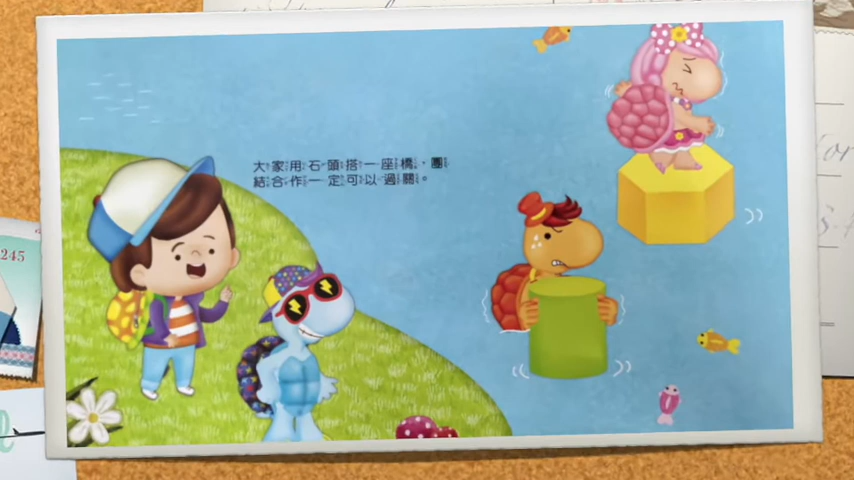 大家用石頭搭一座橋，團
結合作一定可以過關。
245